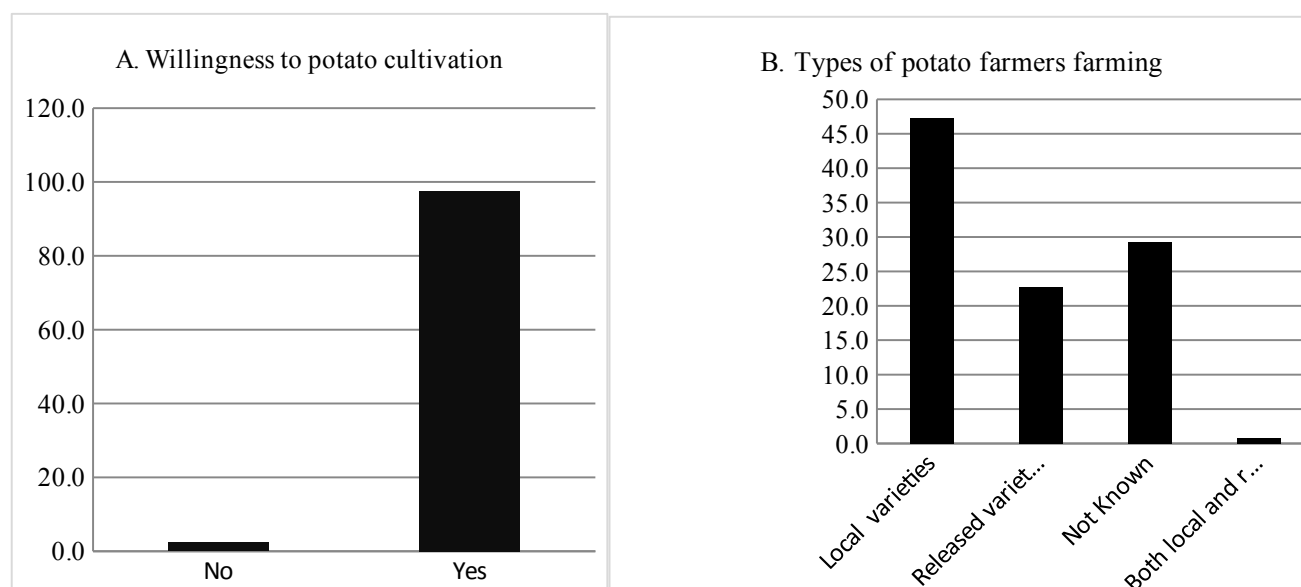 A. Willingness to potato cultivation
120.0
100.0
80.0
60.0
40.0
20.0
0.0
No Yes
B. Types of potato farmers farming
50.0
45.0
40.0
35.0
30.0
25.0
20.0
15.0
10.0
5.0
0.0
Local varieties
Released variet...
Not Known
Both local and r...